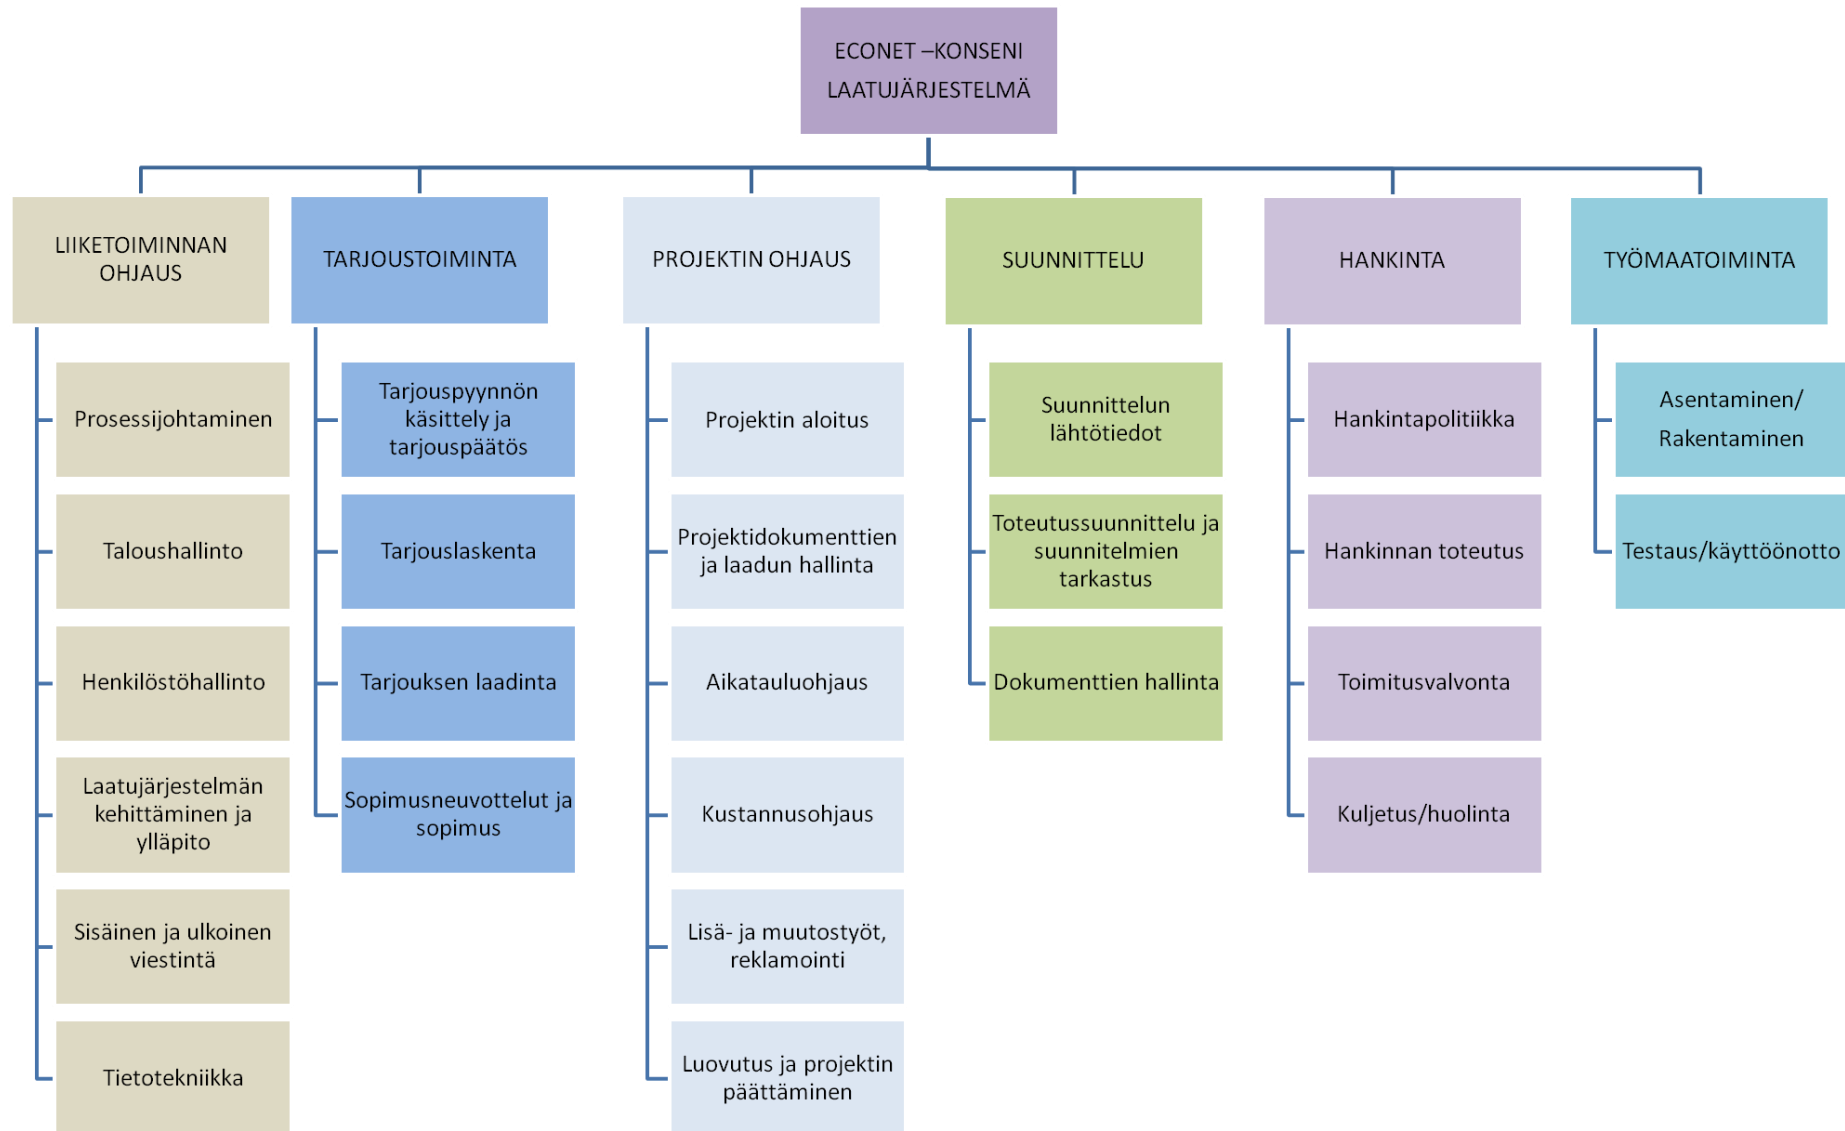 ECONET –KONSENI
LAATUJÄRJESTELMÄ
LIIKETOIMINNAN
OHJAUS
Prosessijohtaminen
Taloushallinto
Henkilöstöhallinto
Laatujärjestelmän
kehittäminen ja
ylläpito
Sisäinen ja ulkoinen
viestintä
Tietotekniikka
TARJOUSTOIMINTA
Tarjouspyynnön
käsittely ja
tarjouspäätös
Tarjouslaskenta
Tarjouksen laadinta
Sopimusneuvottelut ja
sopimus
PROJEKTIN OHJAUS
Projektin aloitus
Projektidokumenttien
ja laadun hallinta
Aikatauluohjaus
Kustannusohjaus
Lisä- ja muutostyöt,
reklamointi
Luovutus ja projektin
päättäminen
SUUNNITTELU
Suunnittelun
lähtötiedot
Toteutussuunnittelu ja
suunnitelmien
tarkastus
Dokumenttien hallinta
HANKINTA
Hankintapolitiikka
Hankinnan toteutus
Toimitusvalvonta
Kuljetus/huolinta
TYÖMAATOIMINTA
Asentaminen/
Rakentaminen
Testaus/käyttöönotto